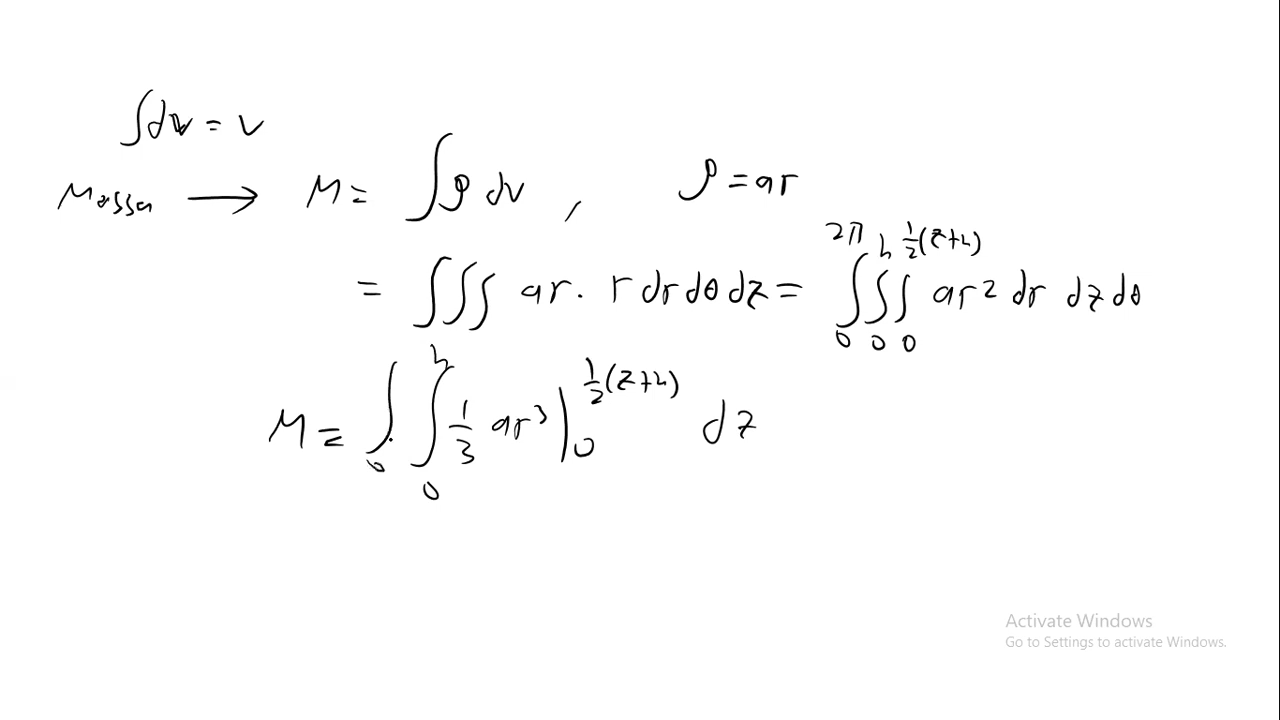 ∫dv = v
Massa → M = ∫ρ dv , ρ = ar
= ∫∫∫ ar. r dr dθ dz = ∫₀^2π ∫₀^h ∫₀^½(z+h) ar² dr dz dθ
M = ∫₀ ∫₀^h 1/3 ar³ |₀^½(z+h) dz
Activate Windows
Go to Settings to activate Windows.